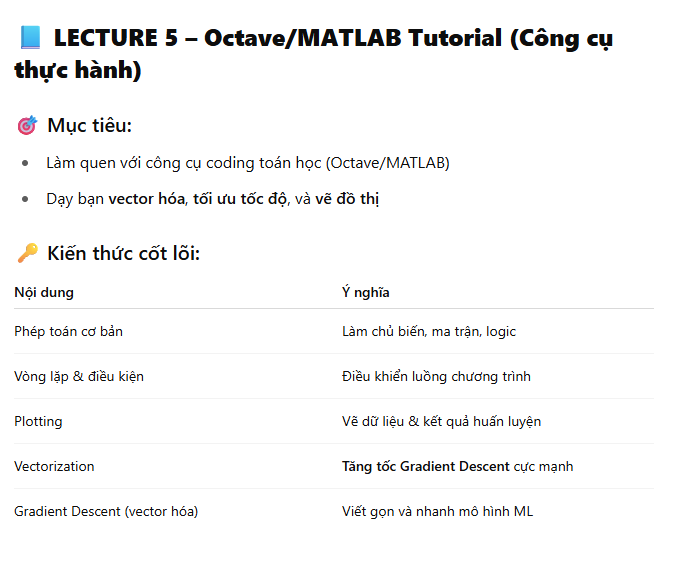 📘 LECTURE 5 – Octave/MATLAB Tutorial (Công cụ
thực hành)
🎯 Mục tiêu:
• Làm quen với công cụ coding toán học (Octave/MATLAB)
• Dạy bạn vector hóa, tối ưu tốc độ, và vẽ đồ thị
🔑 Kiến thức cốt lõi:
Nội dung Ý nghĩa
Phép toán cơ bản Làm chủ biến, ma trận, logic
Vòng lặp & điều kiện Điều khiển luồng chương trình
Plotting Vẽ dữ liệu & kết quả huấn luyện
Vectorization Tăng tốc Gradient Descent cực mạnh
Gradient Descent (vector hóa) Viết gọn và nhanh mô hình ML